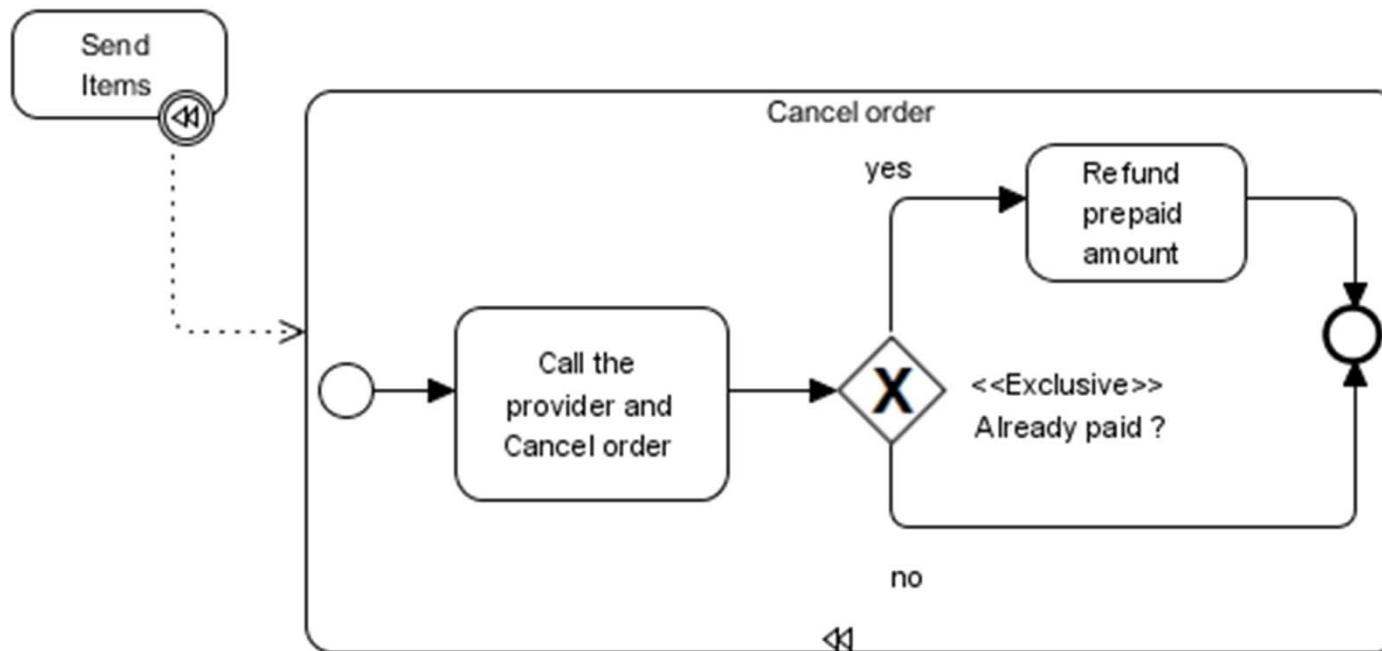 Send
Items
Cancel order
yes
Refund
prepaid
amount
Call the
provider and
Cancel order
X
<<Exclusive>>
Already paid ?
no